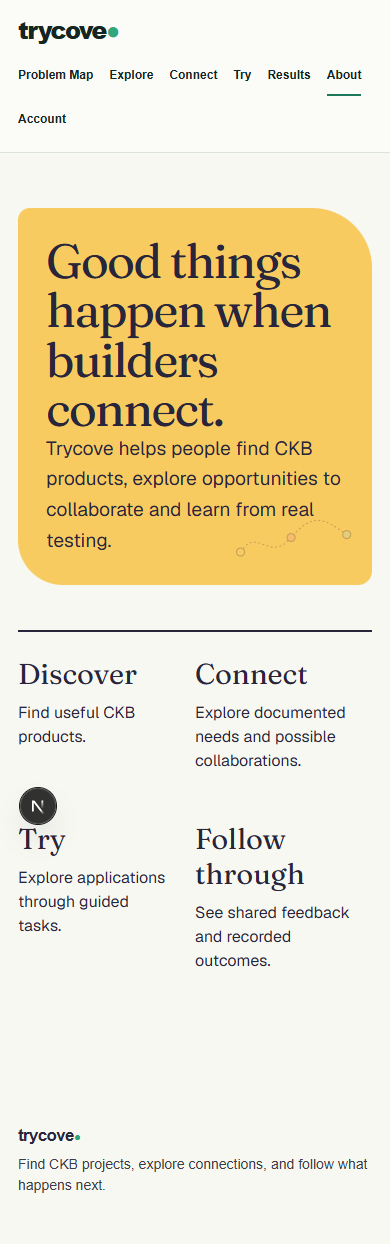 trycove
Problem Map Explore Connect Try Results About
Account
Good things
happen when
builders
connect.
Trycove helps people find CKB
products, explore opportunities to
collaborate and learn from real
testing.
Discover
Find useful CKB
products.
Connect
Explore documented
needs and possible
collaborations.
N
Try
Explore applications
through guided
tasks.
Follow
through
See shared feedback
and recorded
outcomes.
trycove
Find CKB projects, explore connections, and follow what
happens next.